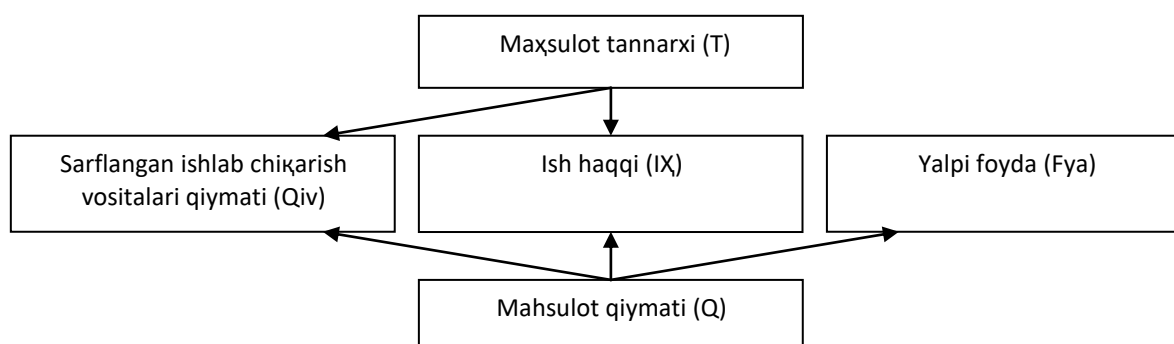 Maҳsulot tannarxi (T)
Sarflangan ishlab chiқarish
vositalari qiymati (Qiv)
Ish haqqi (IҲ)
Yalpi foyda (Fya)
Mahsulot qiymati (Q)